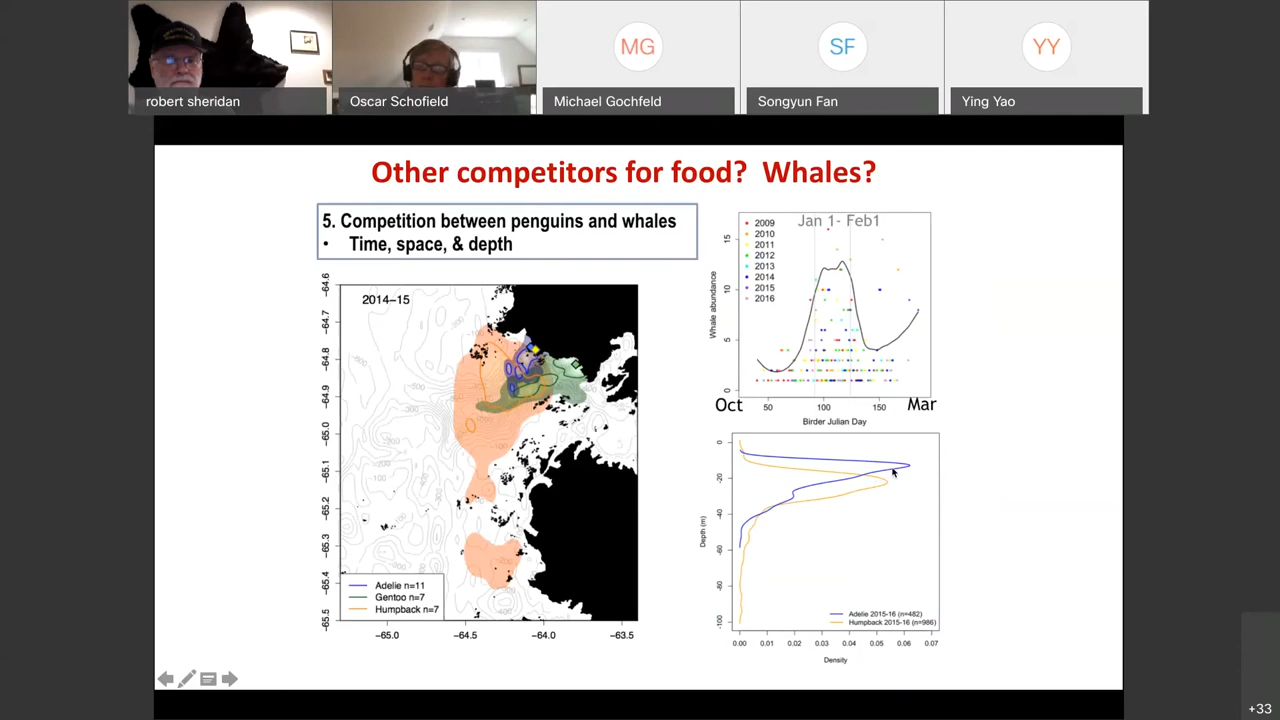 MG
SF
YY
robert sheridan
Oscar Schofield
Michael Gochfeld
Songyun Fan
Ying Yao
Other competitors for food? Whales?
5. Competition between penguins and whales
• Time, space, & depth
2014–15
−64.6
−64.7
−64.8
−64.9
−65.0
−65.1
−65.2
−65.3
−65.4
−65.5
Adelie n=11
Gentoo n=7
Humpback n=7
−65.0 −64.5 −64.0 −63.5
Jan 1- Feb1
2009
2010
2011
2012
2013
2014
2015
2016
Whale abundance
15
10
5
0
Oct 50 100 150 Mar
Birder Julian Day
Depth (m)
0
-20
-40
-60
-80
-100
Adelie 2015-16 (n=482)
Humpback 2015-16 (n=986)
0.00 0.01 0.02 0.03 0.04 0.05 0.06 0.07
Density
+33